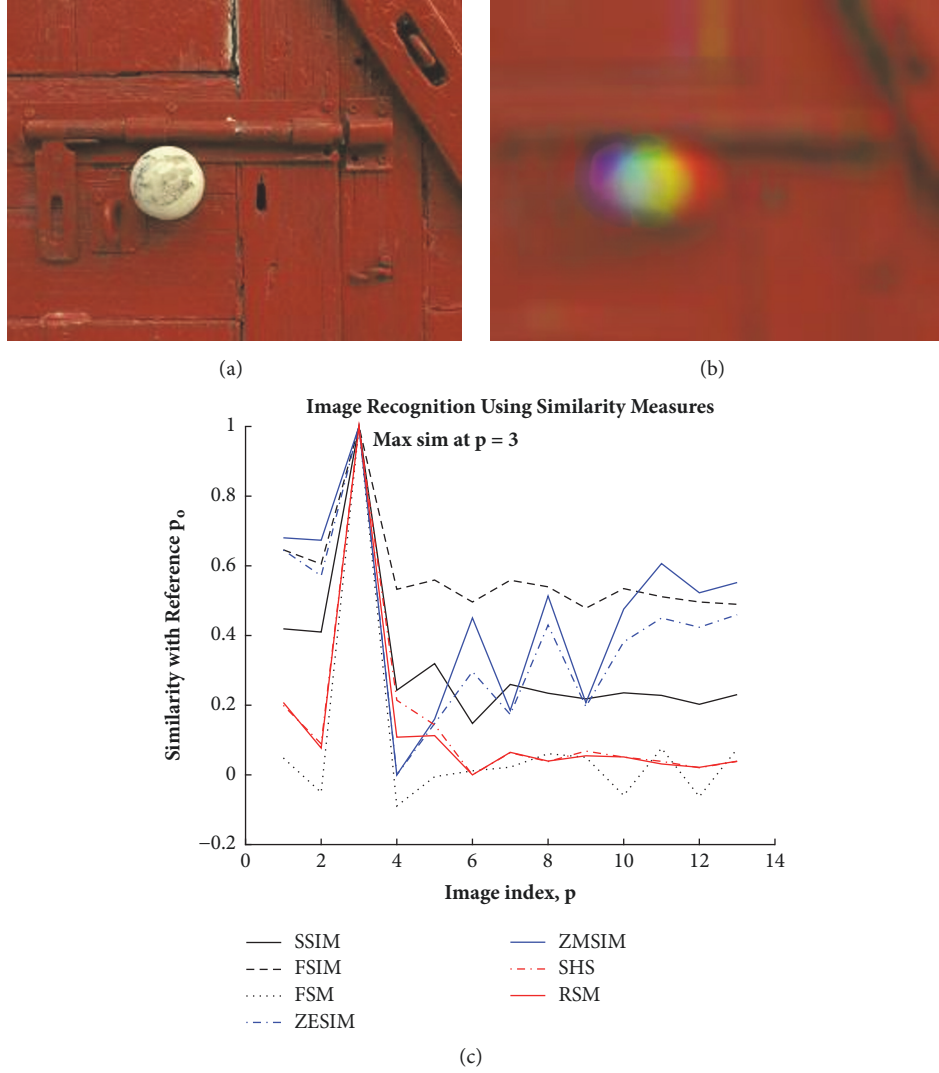 (a)
(b)
Image Recognition Using Similarity Measures
Max sim at p = 3
Similarity with Reference p₀
1
0.8
0.6
0.4
0.2
0
−0.2
0 2 4 6 8 10 12 14
Image index, p
SSIM
FSIM
FSM
ZESIM
ZMSIM
SHS
RSM
(c)